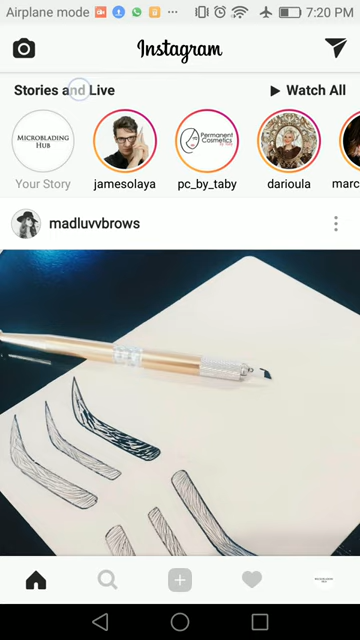 Airplane mode ... 7:20 PM
Instagram
Stories and Live Watch All
MICROBLADING
HUB
Permanent
Cosmetics
Your Story jamesolaya pc_by_taby darioula marc
madluvvbrows